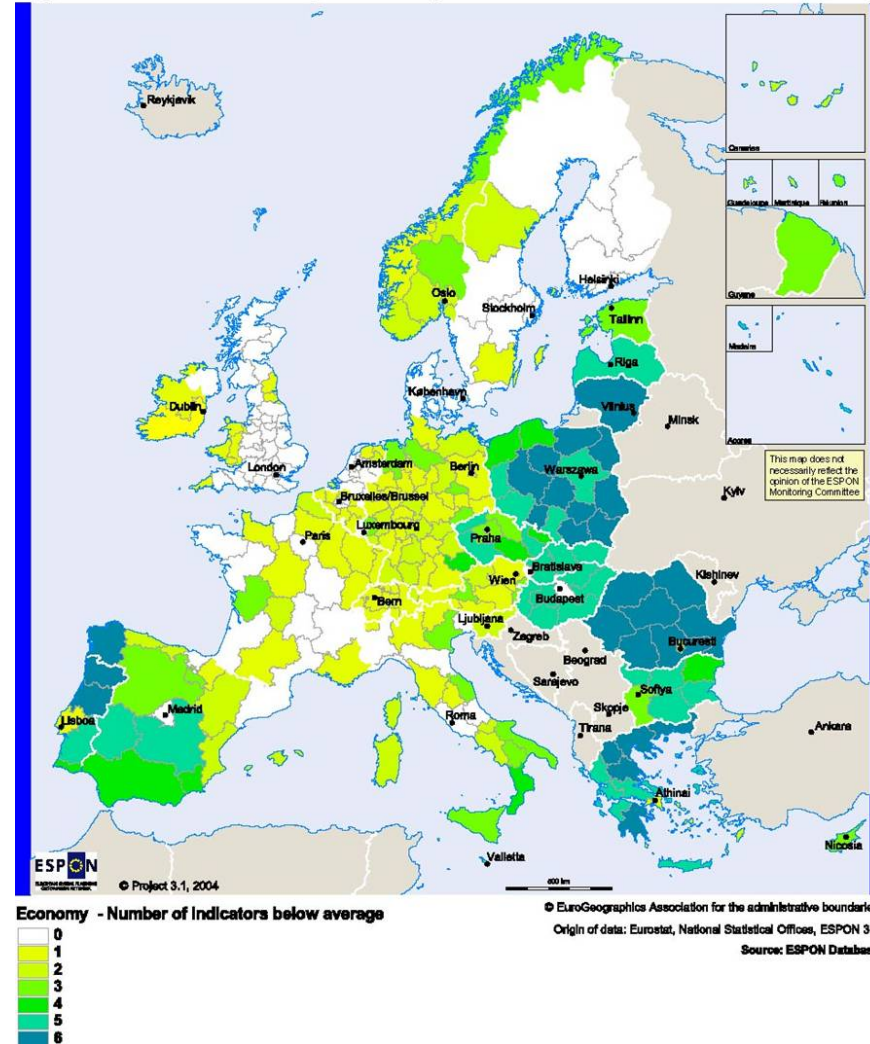 Reykjavik
Canarias
Guadeloupe
Martinique
Réunion
Guyane
Helsinki
Oslo
Tallinn
Stockholm
Madeira
Riga
København
Vilnius
Dublin
Minsk
Acores
London
Amsterdam
Berlin
Warszawa
This map does not
necessarily reflect the
opinion of the ESPON
Monitoring Committee
Bruxelles/Brussel
Kyiv
Luxembourg
Praha
Paris
Wien
Bratislava
Kishinev
Bern
Budapest
Ljubljana
Zagreb
Bucuresti
Beograd
Sarajevo
Sofiya
Madrid
Roma
Skopje
Lisboa
Tirana
Ankara
Athinai
Nicosia
Valletta
ESPON
© Project 3.1, 2004
500 km
Economy - Number of indicators below average
© EuroGeographics Association for the administrative boundarie
Origin of data: Eurostat, National Statistical Offices, ESPON 3
Source: ESPON Databas
0
1
2
3
4
5
6